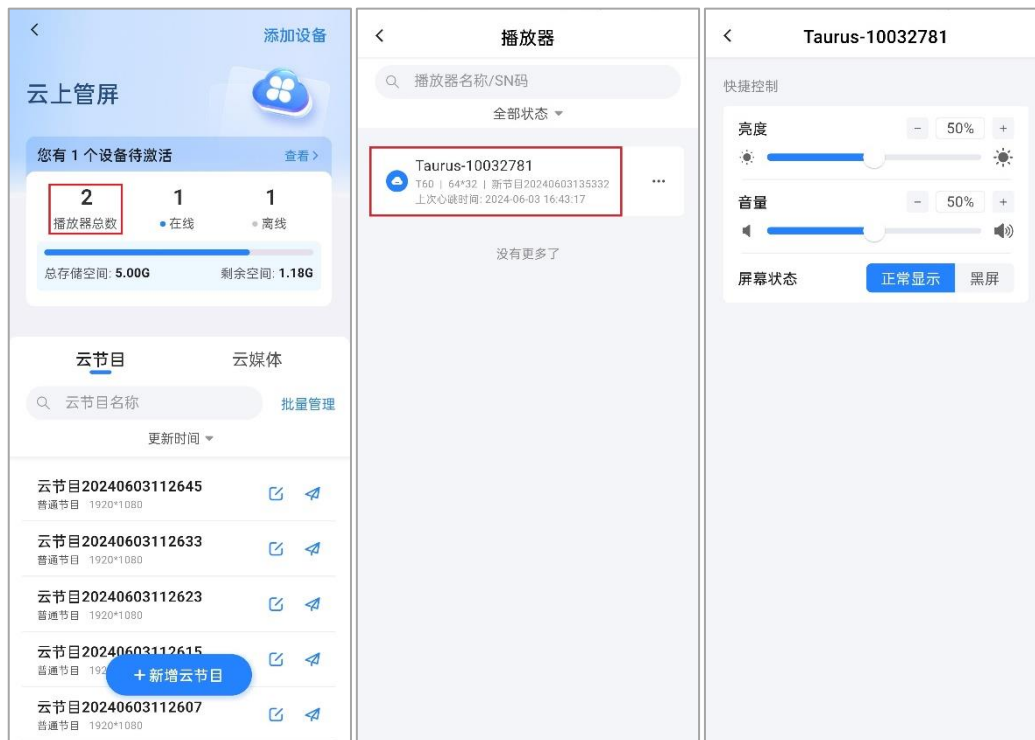 添加设备
云上管屏
您有 1 个设备待激活 查看 >
2 1 1
播放器总数 在线 离线
总存储空间: 5.00G 剩余空间: 1.18G
云节目 云媒体
云节目名称 批量管理
更新时间
云节目20240603112645
普通节目 1920*1080
云节目20240603112633
普通节目 1920*1080
云节目20240603112623
普通节目 1920*1080
云节目20240603112615
普通节目 192
+新增云节目
云节目20240603112607
普通节目 1920*1080
播放器
播放器名称/SN码
全部状态
Taurus-10032781
T60 | 64*32 | 新节目20240603135332
上次心跳时间: 2024-06-03 16:43:17
没有更多了
Taurus-10032781
快捷控制
亮度 - 50% +
音量 - 50% +
屏幕状态 正常显示 黑屏